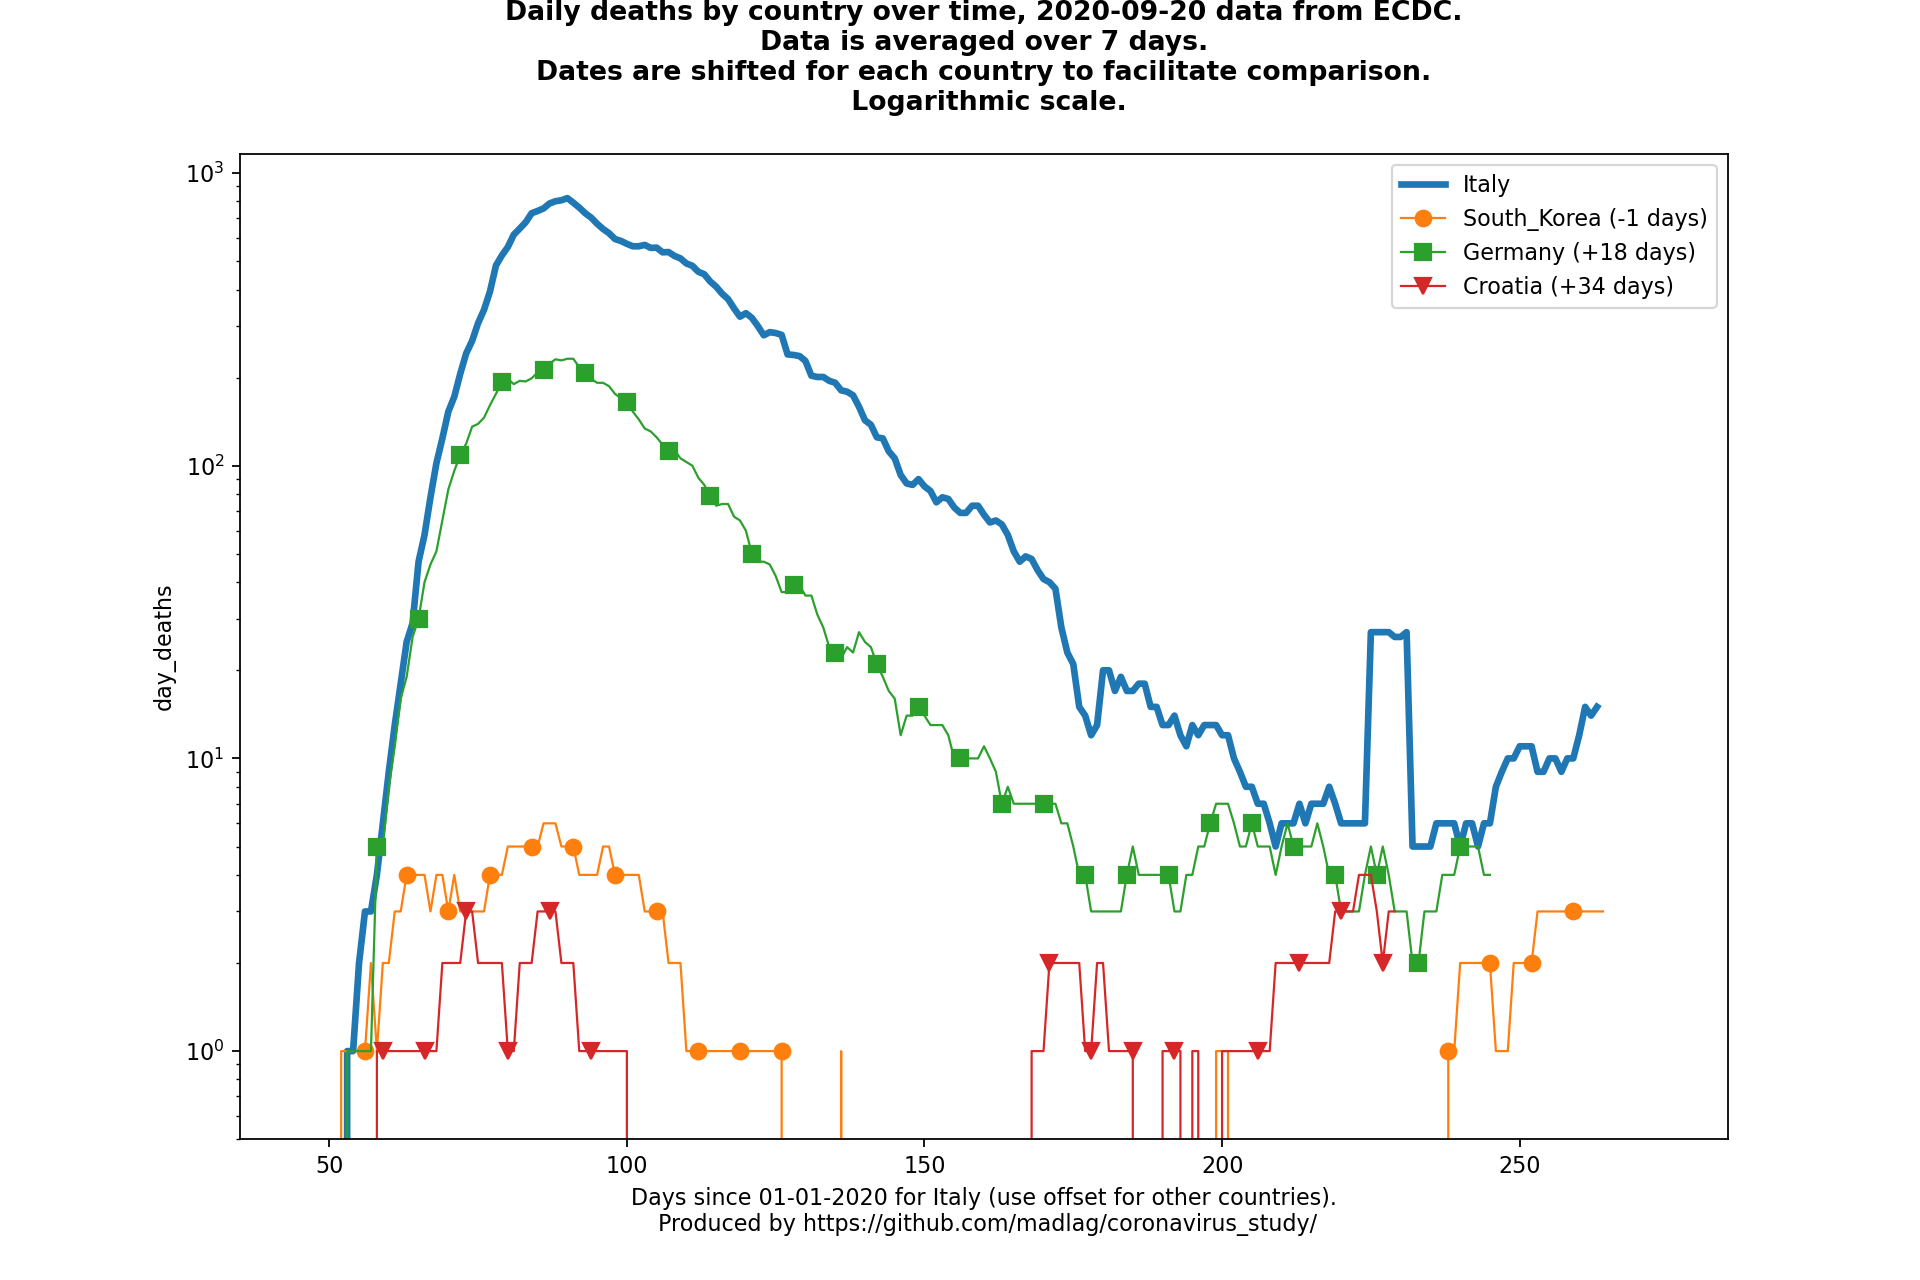 Daily deaths by country over time, 2020-09-20 data from ECDC.
Data is averaged over 7 days.
Dates are shifted for each country to facilitate comparison.
Logarithmic scale.
10³
10²
10¹
10⁰
day_deaths
Italy
South_Korea (-1 days)
Germany (+18 days)
Croatia (+34 days)
50 100 150 200 250
Days since 01-01-2020 for Italy (use offset for other countries).
Produced by https://github.com/madlag/coronavirus_study/